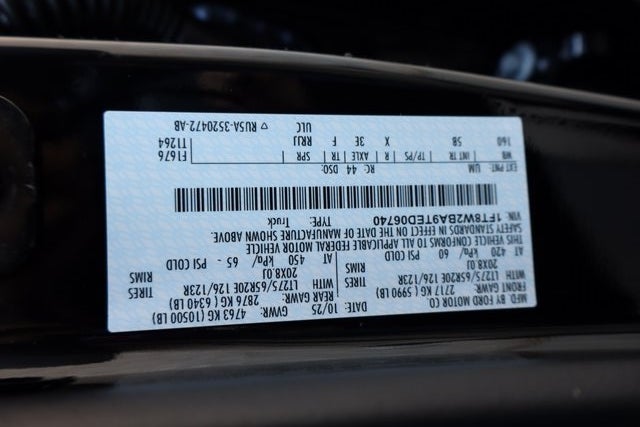 MFD. BY FORD MOTOR CO.
DATE: 10/25 GVWR: 4763 KG (10500 LB)
FRONT GAWR: 2717 KG (5990 LB) REAR GAWR: 2876 KG (6340 LB)
WITH LT275/65R20E 126/123R TIRES WITH LT275/65R20E 126/123R TIRES
20X8.0J RIMS 20X8.0J RIMS
AT 420 kPa/ 60 PSI COLD AT 450 kPa/ 65 - PSI COLD
THIS VEHICLE CONFORMS TO ALL APPLICABLE FEDERAL MOTOR VEHICLE
SAFETY STANDARDS IN EFFECT ON THE DATE OF MANUFACTURE SHOWN ABOVE.
VIN: 1FT8W2BA9TED06740 TYPE: Truck
EXT PNT: UM RC: 44 DSO: F1676
WB INT TR TP/PS R AXLE TR SPR T1264
160 SB X 3E F RRJJ
ULC ▽ RU5A-3520472-AB